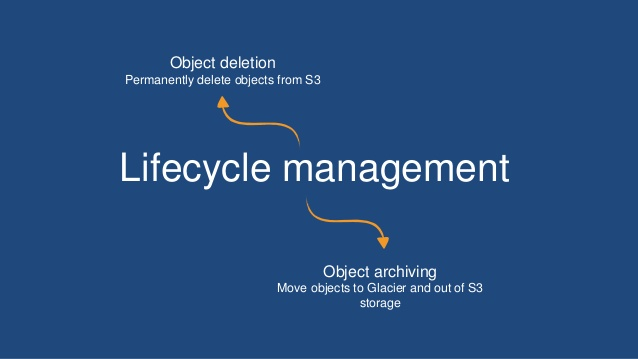 Object deletion
Permanently delete objects from S3
Lifecycle management
Object archiving
Move objects to Glacier and out of S3
storage